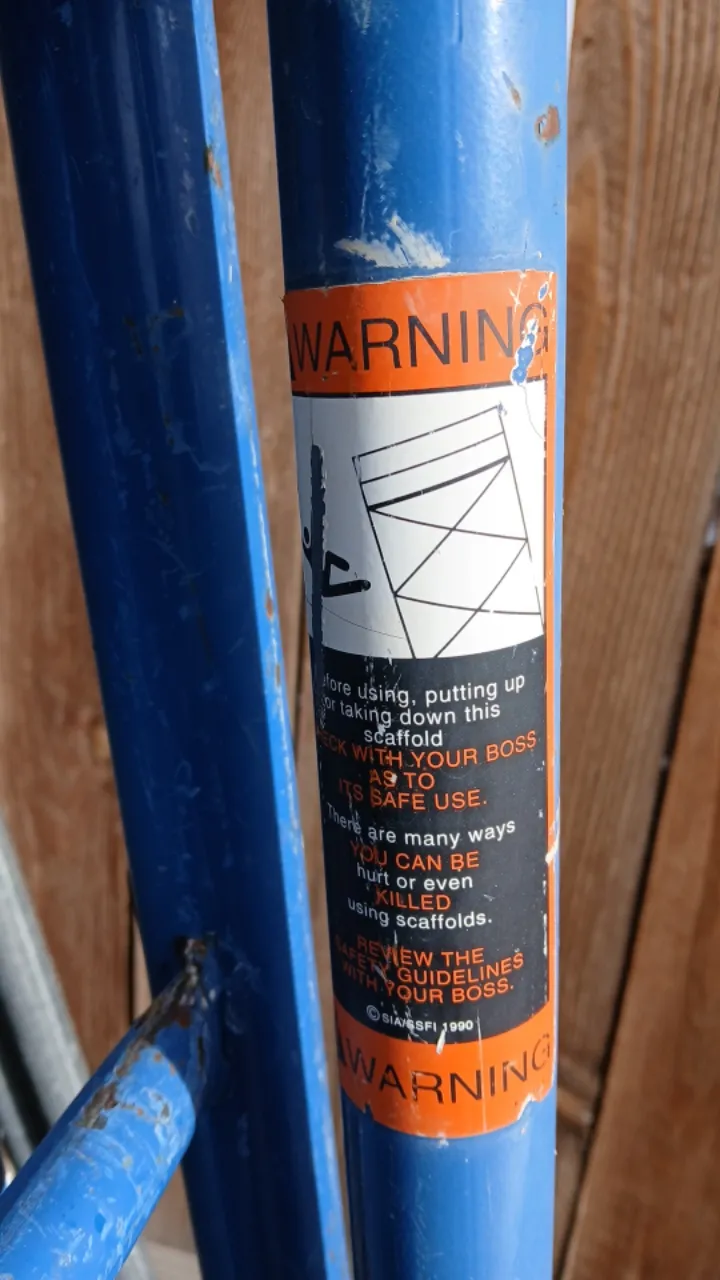 WARNING
efore using, putting up
or taking down this
scaffold
ECK WITH YOUR BOSS
AS TO
ITS SAFE USE.
There are many ways
YOU CAN BE
hurt or even
KILLED
using scaffolds.
REVIEW THE
SAFETY GUIDELINES
WITH YOUR BOSS.
©SIA/SSFI 1990
WARNING